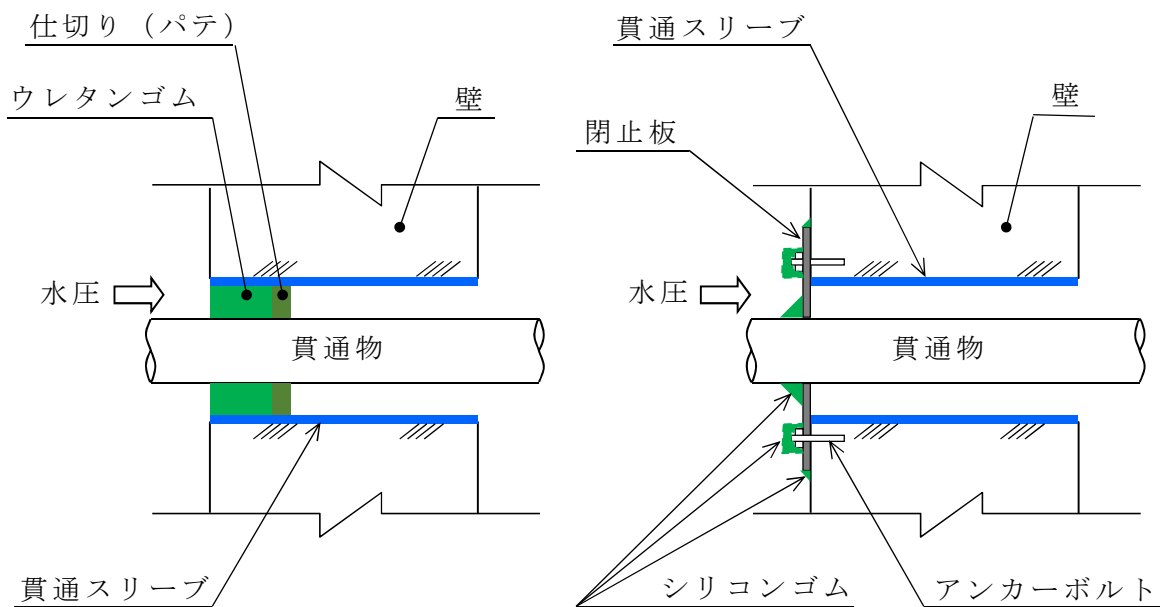 仕切り（パテ）
ウレタンゴム
壁
水圧
貫通物
貫通スリーブ
貫通スリーブ
壁
閉止板
水圧
貫通物
シリコンゴム
アンカーボルト